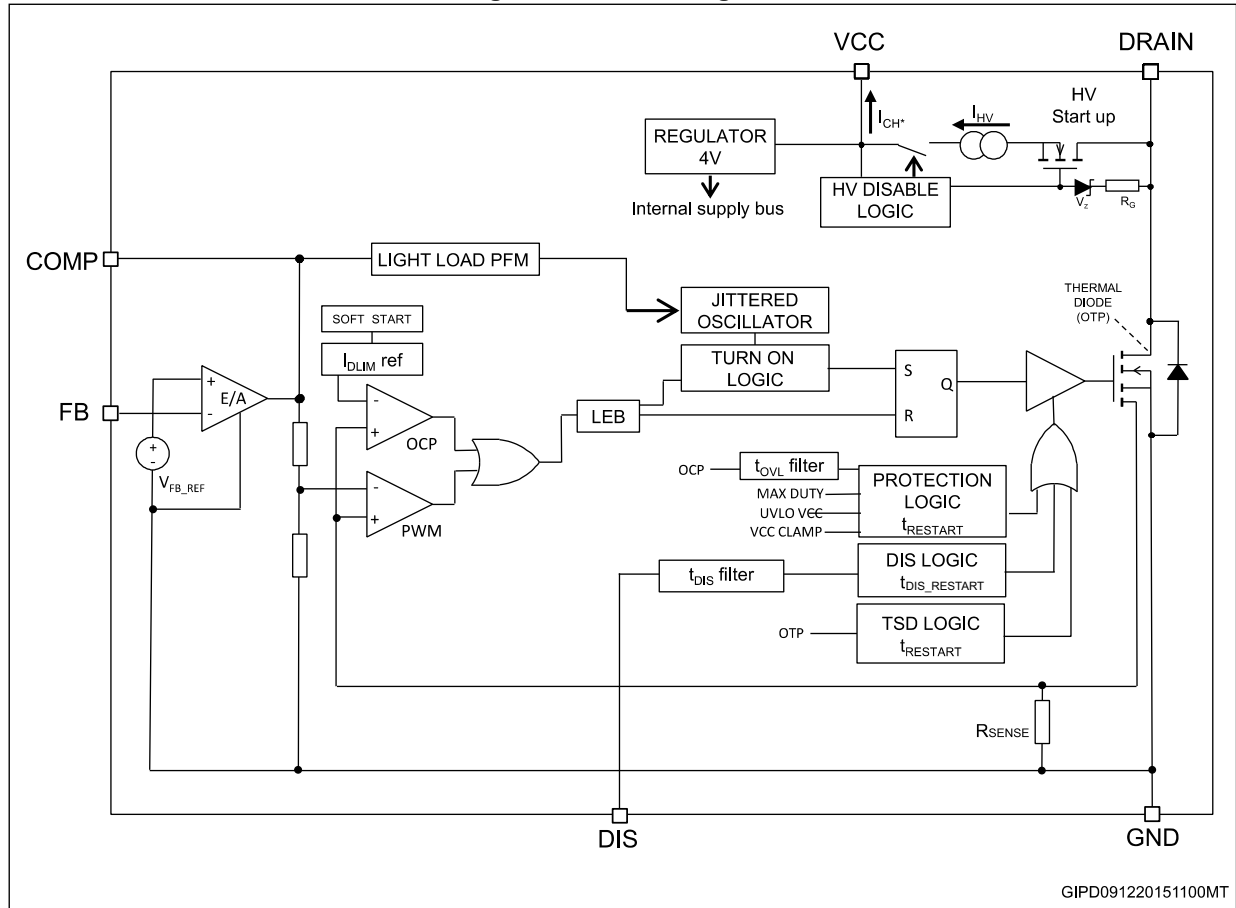 VCC
DRAIN
HV
Start up
I_HV
I_CH*
REGULATOR
4V
Internal supply bus
HV DISABLE
LOGIC
V_Z
R_G
COMP
LIGHT LOAD PFM
THERMAL
DIODE
(OTP)
SOFT START
JITTERED
OSCILLATOR
I_DLIM ref
TURN ON
LOGIC
S
Q
R
E/A
+
-
FB
-
+
OCP
LEB
+
-
V_FB_REF
-
+
PWM
OCP
t_OVL filter
MAX DUTY
UVLO VCC
VCC CLAMP
PROTECTION
LOGIC
t_RESTART
t_DIS filter
DIS LOGIC
t_DIS_RESTART
OTP
TSD LOGIC
t_RESTART
R_SENSE
DIS
GND
GIPD091220151100MT